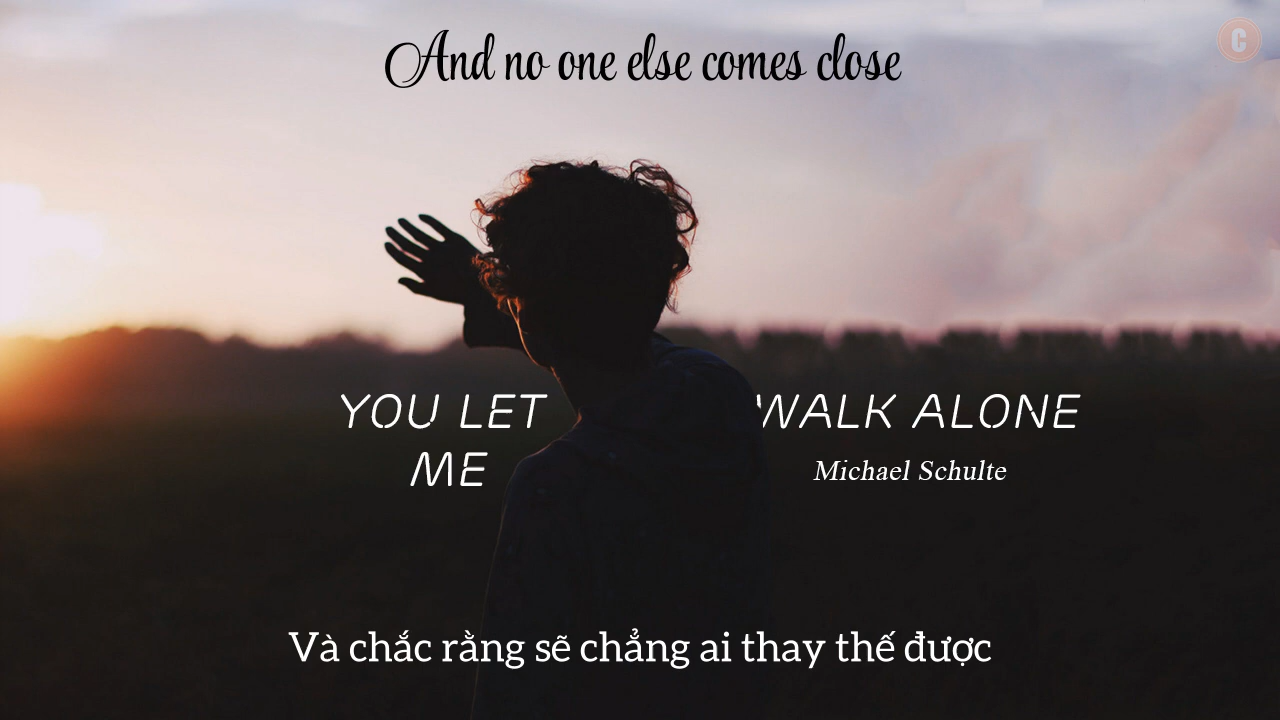 And no one else comes close
C
YOU LET
ME
WALK ALONE
Michael Schulte
Và chắc rằng sẽ chẳng ai thay thế được